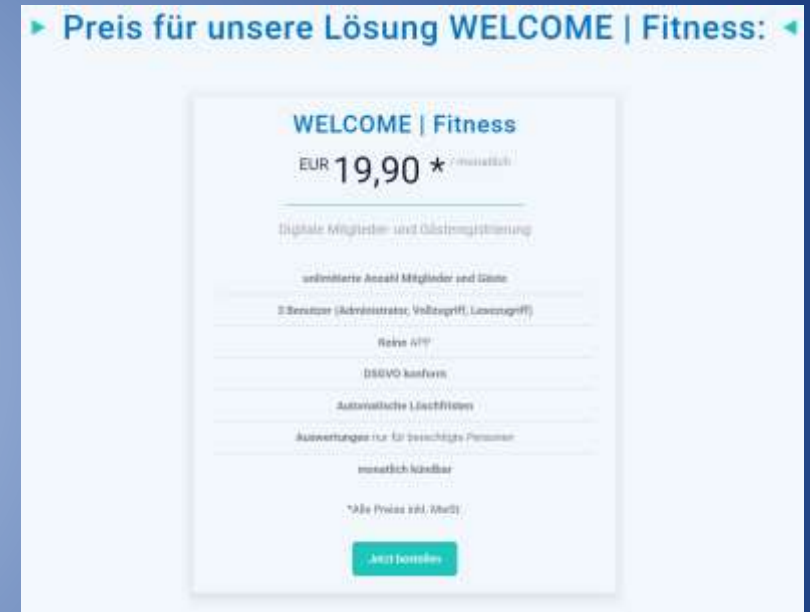 Preis für unsere Lösung WELCOME | Fitness:
WELCOME | Fitness
EUR 19,90 * / monatlich
Digitale Mitglieder- und Gästeregistrierung
unlimitierte Anzahl Mitglieder und Gäste
3 Benutzer (Administrator, Vollzugriff, Lesezugriff)
Keine APP
DSGVO konform
Automatische Löschfristen
Auswertungen nur für berechtigte Personen
monatlich kündbar
*Alle Preise inkl. MwSt
Jetzt bestellen